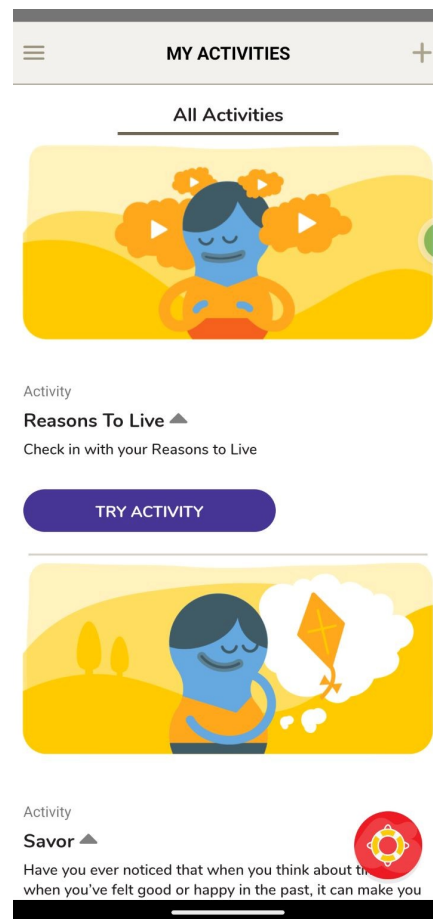 MY ACTIVITIES
All Activities
Activity
Reasons To Live
Check in with your Reasons to Live
TRY ACTIVITY
Activity
Savor
Have you ever noticed that when you think about
when you've felt good or happy in the past, it can make you